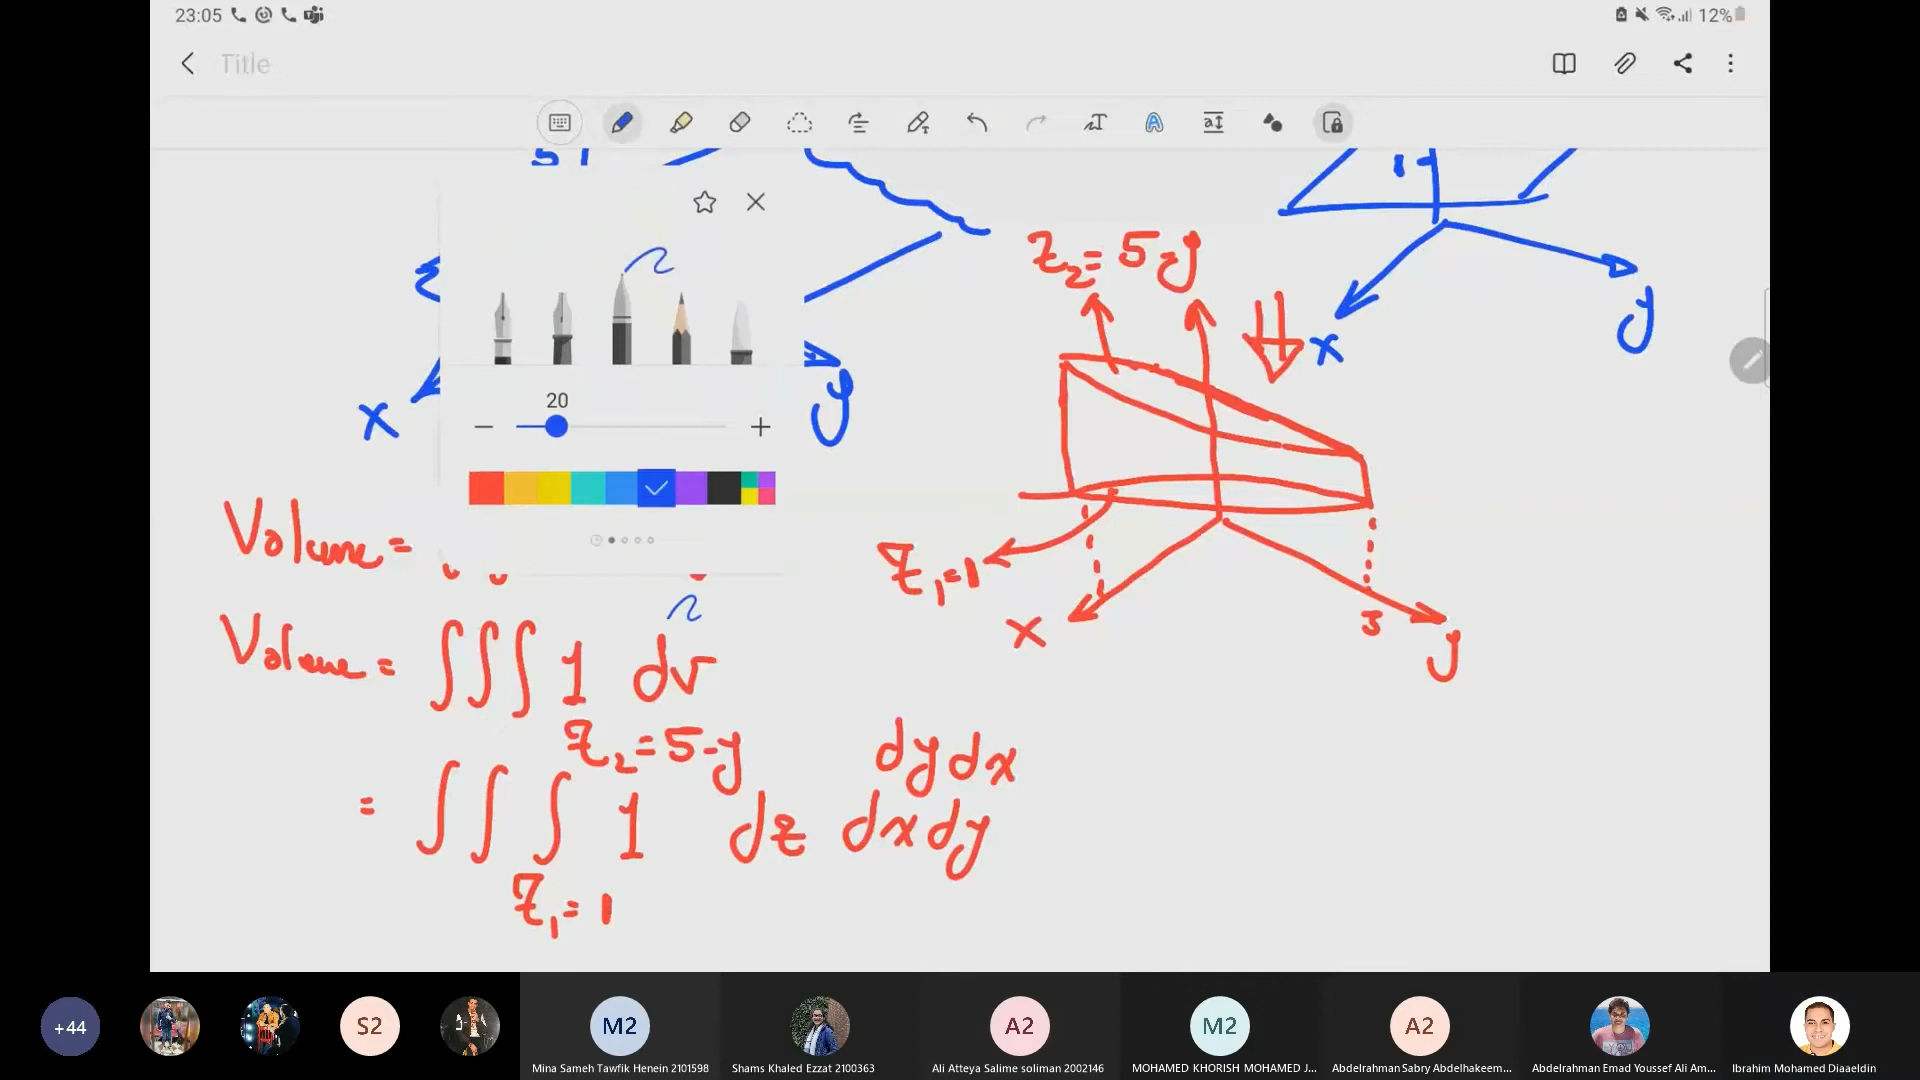 23:05
12%
Title
1
z₂ = 5-y
x
y
20
x
y
Volume =
z₁=1
x
3
y
Volume = ∫∫∫ 1 dv
z₂ = 5-y
dydx
= ∫∫∫ 1 dz dxdy
z₁ = 1
+44
S2
M2
A2
M2
A2
Mina Sameh Tawfik Henein 2101598
Shams Khaled Ezzat 2100363
Ali Atteya Salime soliman 2002146
MOHAMED KHORISH MOHAMED J...
Abdelrahman Sabry Abdelhakeem...
Abdelrahman Emad Youssef Ali Am...
Ibrahim Mohamed Diaaeldin